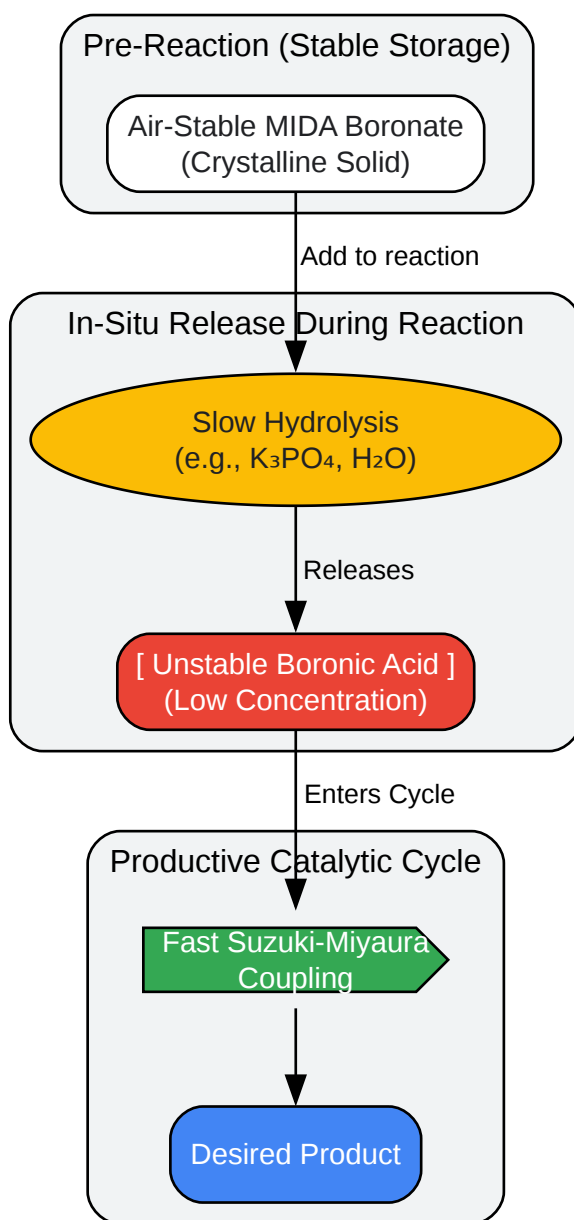 Pre-Reaction (Stable Storage)
Air-Stable MIDA Boronate
(Crystalline Solid)
Add to reaction
In-Situ Release During Reaction
Slow Hydrolysis
(e.g., K₃PO₄, H₂O)
Releases
[ Unstable Boronic Acid ]
(Low Concentration)
Enters Cycle
Productive Catalytic Cycle
Fast Suzuki-Miyaura
Coupling
Desired Product